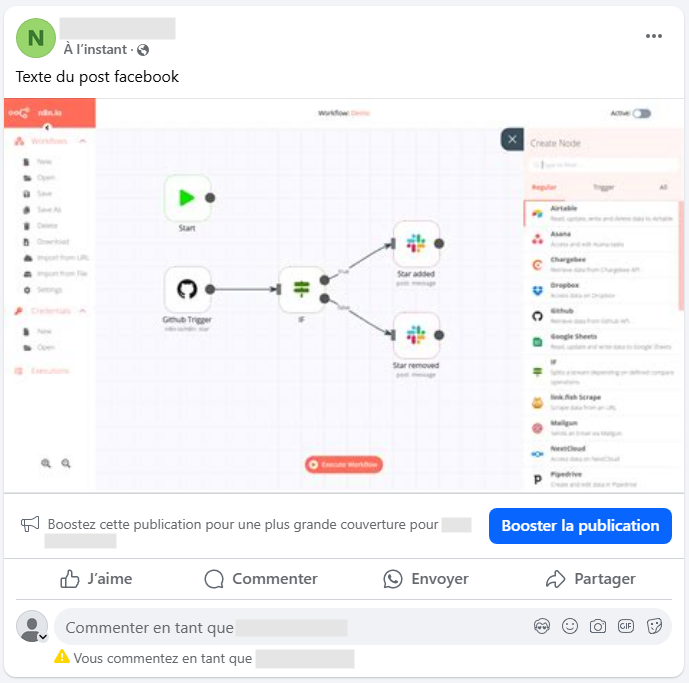 N
À l'instant ·
Texte du post facebook
n8n.io
Workflow: Demo
Active:
Workflows
New
Open
Save
Save As
Delete
Download
Import from URL
Import from File
Settings
Credentials
New
Open
Executions
Start
Github Trigger
n8n-io/n8n: star
IF
true
false
Star added
post: message
Star removed
post: message
Execute Workflow
Create Node
Type to filter...
Regular
Trigger
All
Airtable
Read, update, write and delete data to Airtable
Asana
Access and edit Asana tasks
Chargebee
Retrieve data from Chargebee API
Dropbox
Access data on Dropbox
Github
Retrieve data from Github API
Google Sheets
Read, update and write data to Google Sheets
IF
Splits a stream depending on defined compare
operations.
link.fish Scrape
Scrape data from an URL
Mailgun
Sends an Email via Mailgun
NextCloud
Access data on NextCloud
Pipedrive
Create and edit data in Pipedrive
Boostez cette publication pour une plus grande couverture pour
Booster la publication
J'aime
Commenter
Envoyer
Partager
Commenter en tant que
GIF
Vous commentez en tant que